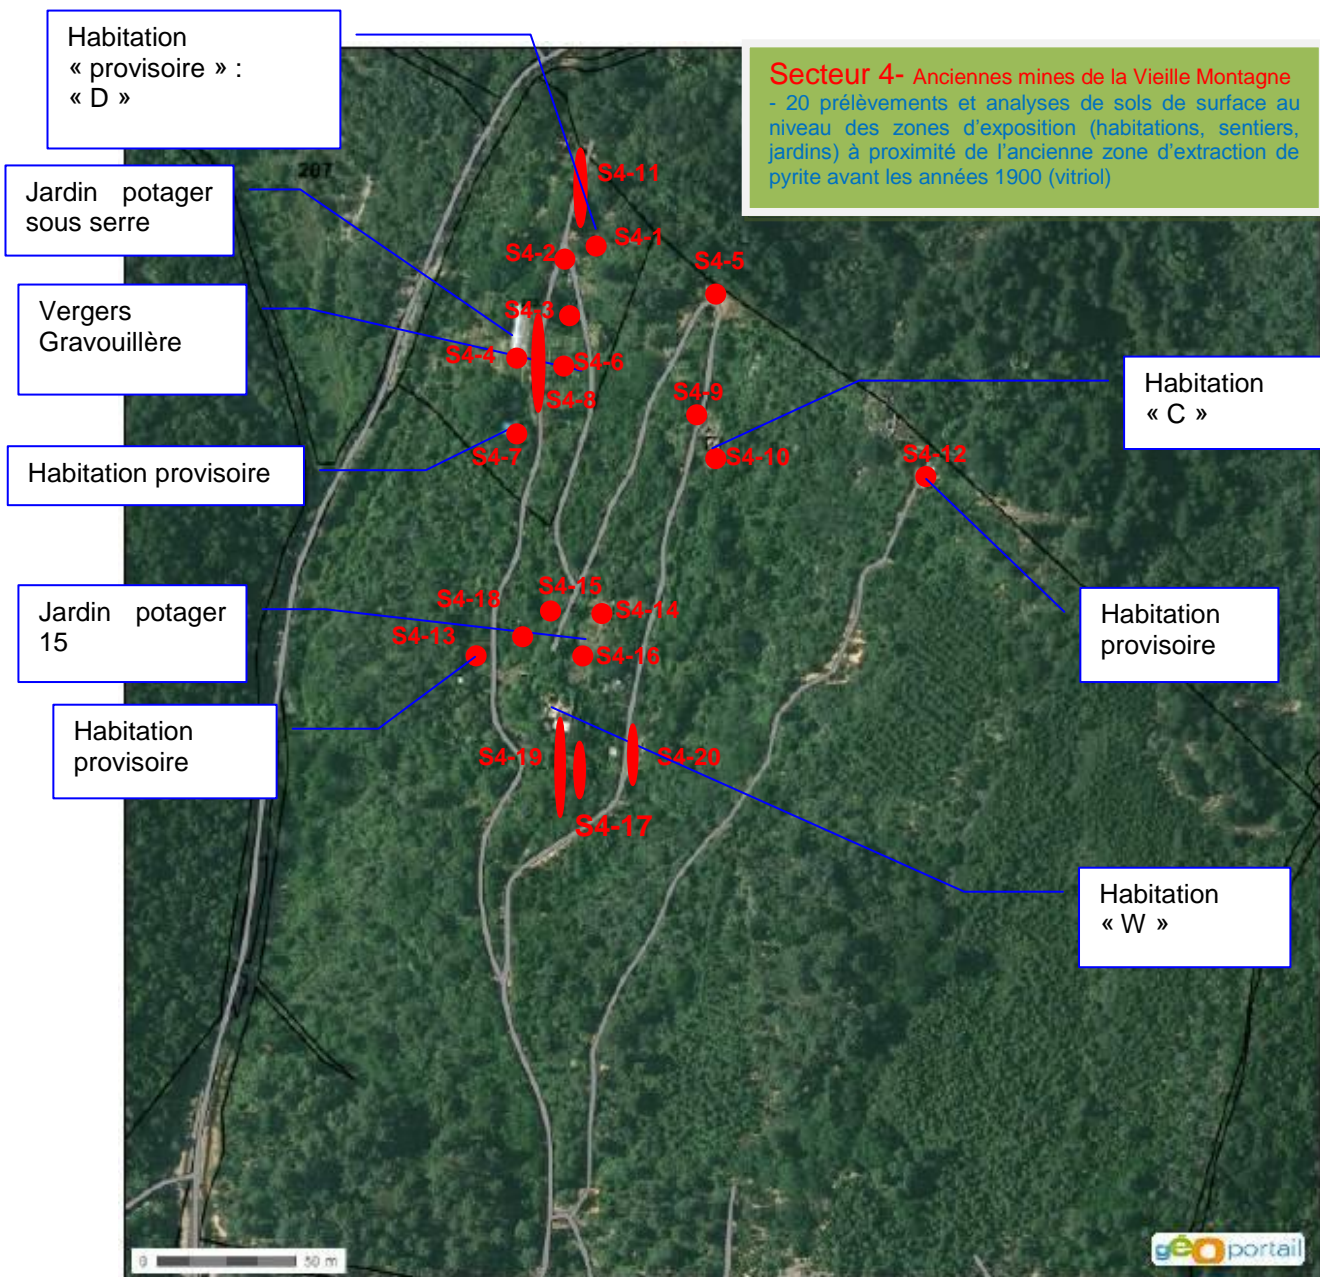 Habitation
« provisoire » :
« D »
Secteur 4- Anciennes mines de la Vieille Montagne
- 20 prélèvements et analyses de sols de surface au
niveau des zones d'exposition (habitations, sentiers,
jardins) à proximité de l'ancienne zone d'extraction de
pyrite avant les années 1900 (vitriol)
Jardin potager
sous serre
207
S4-11
S4-1
S4-2
S4-5
Vergers
Gravouillère
S4-3
S4-4
S4-6
S4-8
S4-9
Habitation
« C »
Habitation provisoire
S4-7
S4-10
S4-12
Jardin potager
15
S4-18
S4-15
S4-14
S4-13
S4-16
Habitation
provisoire
Habitation
provisoire
S4-19
S4-20
S4-17
Habitation
« W »
0 50 m
géoportail